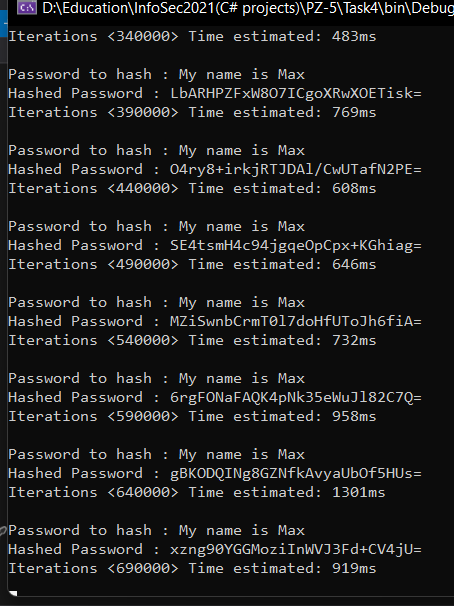 D:\Education\InfoSec2021(C# projects)\PZ-5\Task4\bin\Debug
Iterations <340000> Time estimated: 483ms
Password to hash : My name is Max
Hashed Password : LbARHPZFxW8O7ICgoXRwXOETisk=
Iterations <390000> Time estimated: 769ms
Password to hash : My name is Max
Hashed Password : O4ry8+irkjRTJDAl/CwUTafN2PE=
Iterations <440000> Time estimated: 608ms
Password to hash : My name is Max
Hashed Password : SE4tsmH4c94jgqeOpCpx+KGhiag=
Iterations <490000> Time estimated: 646ms
Password to hash : My name is Max
Hashed Password : MZiSwnbCrmT0l7doHfUToJh6fiA=
Iterations <540000> Time estimated: 732ms
Password to hash : My name is Max
Hashed Password : 6rgFONaFAQK4pNk35eWuJl82C7Q=
Iterations <590000> Time estimated: 958ms
Password to hash : My name is Max
Hashed Password : gBKODQINg8GZNfkAvyaUbOf5HUs=
Iterations <640000> Time estimated: 1301ms
Password to hash : My name is Max
Hashed Password : xzng90YGGMoziInWVJ3Fd+CV4jU=
Iterations <690000> Time estimated: 919ms